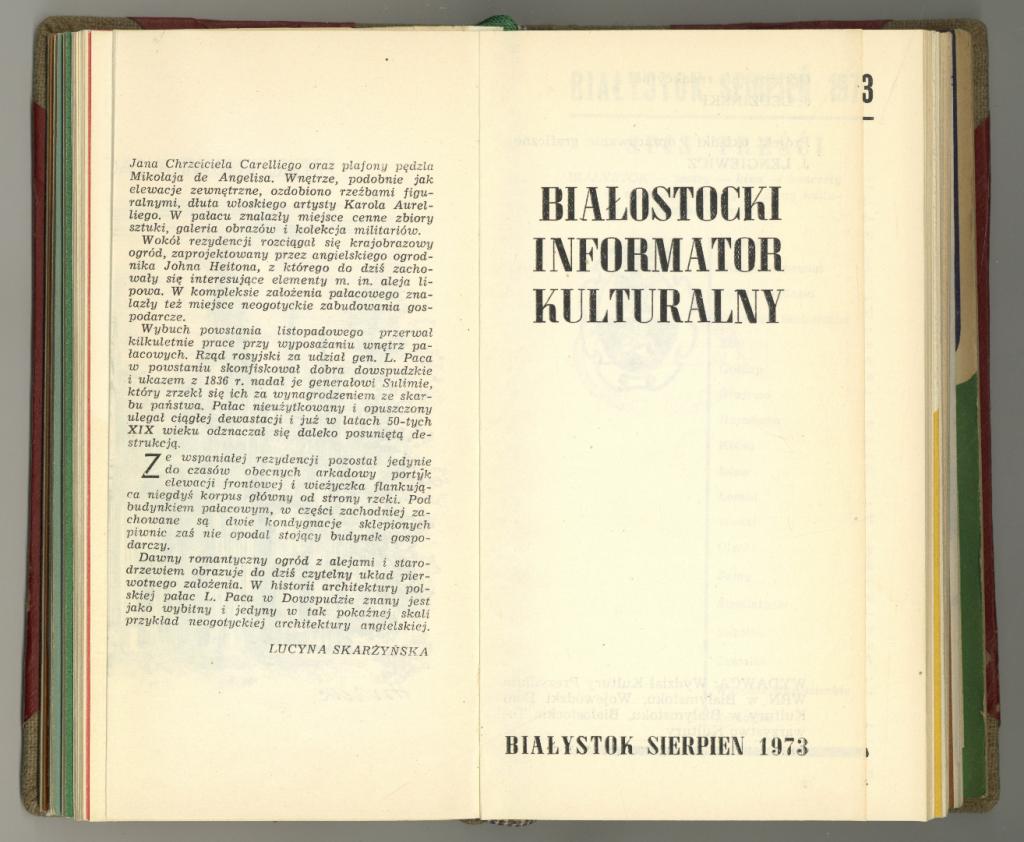 Jana Chrzciciela Carelliego oraz plafony pędzla
Mikołaja de Angelisa. Wnętrze, podobnie jak
elewacje zewnętrzne, ozdobiono rzeźbami figu-
ralnymi, dłuta włoskiego artysty Karola Aurel-
liego. W pałacu znalazły miejsce cenne zbiory
sztuki, galeria obrazów i kolekcja militariów.
Wokół rezydencji rozciągał się krajobrazowy
ogród, zaprojektowany przez angielskiego ogrod-
nika Johna Heitona, z którego do dziś zacho-
wały się interesujące elementy m. in. aleja li-
powa. W kompleksie założenia pałacowego zna-
lazły też miejsce neogotyckie zabudowania gos-
podarcze.
Wybuch powstania listopadowego przerwał
kilkuletnie prace przy wyposażaniu wnętrz pa-
łacowych. Rząd rosyjski za udział gen. L. Paca
w powstaniu skonfiskował dobra dowspudzkie
i ukazem z 1836 r. nadał je generałowi Sulimie,
który zrzekł się ich za wynagrodzeniem ze skar-
bu państwa. Pałac nieużytkowany i opuszczony
ulegał ciągłej dewastacji i już w latach 50-tych
XIX wieku odznaczał się daleko posuniętą de-
strukcją.
Ze wspaniałej rezydencji pozostał jedynie
do czasów obecnych arkadowy portyk
elewacji frontowej i wieżyczka flankują-
ca niegdyś korpus główny od strony rzeki. Pod
budynkiem pałacowym, w części zachodniej za-
chowane są dwie kondygnacje sklepionych
piwnic zaś nie opodal stojący budynek gospo-
darczy.
Dawny romantyczny ogród z alejami i staro-
drzewiem obrazuje do dziś czytelny układ pier-
wotnego założenia. W historii architektury pol-
skiej pałac L. Paca w Dowspudzie znany jest
jako wybitny i jedyny w tak pokaźnej skali
przykład neogotyckiej architektury angielskiej.
LUCYNA SKARŻYŃSKA
3
BIAŁOSTOCKI
INFORMATOR
KULTURALNY
BIAŁYSTOK SIERPIEN 1973